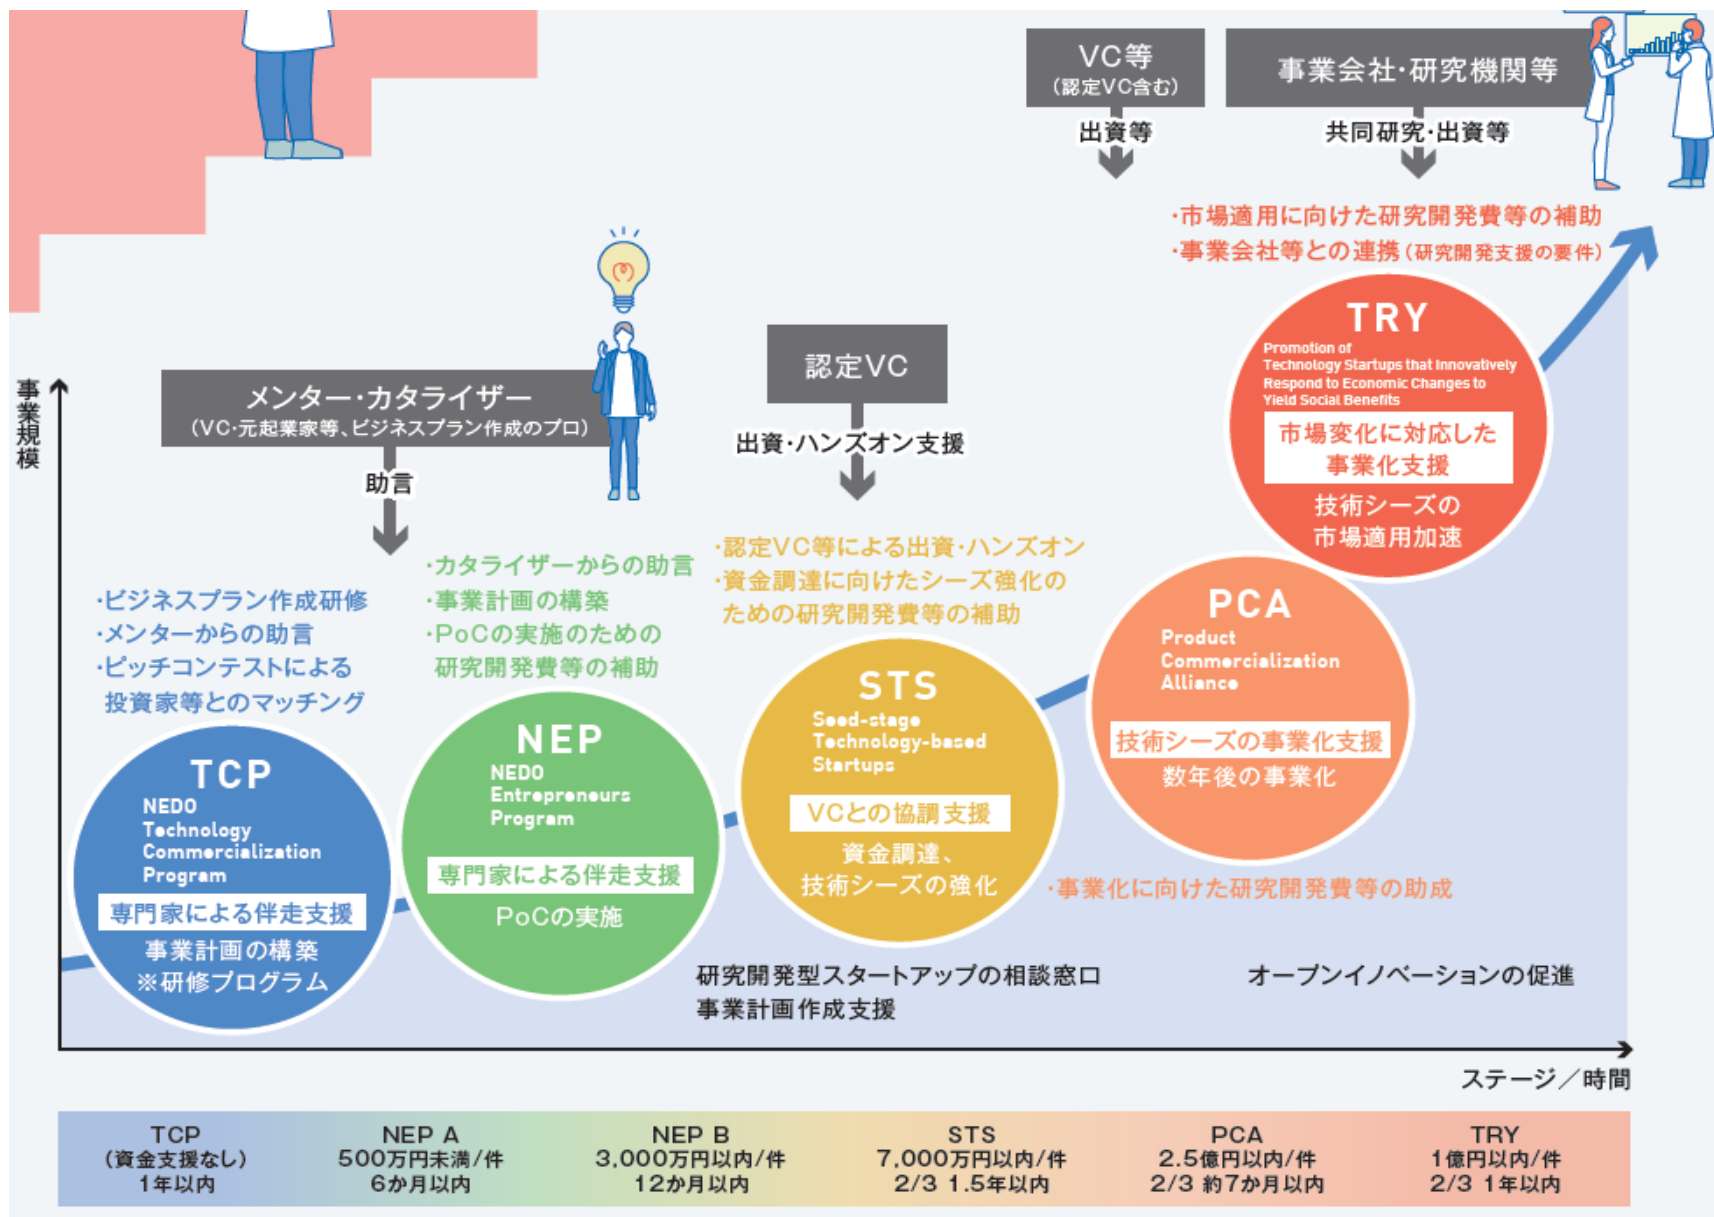 VC等
(認定VC含む)
出資等
事業会社・研究機関等
共同研究・出資等
・市場適用に向けた研究開発費等の補助
・事業会社等との連携(研究開発支援の要件)
TRY
Promotion of
Technology Startups that Innovatively
Respond to Economic Changes to
Yield Social Benefits
市場変化に対応した
事業化支援
技術シーズの
市場適用加速
事業規模
メンター・カタライザー
(VC・元起業家等、ビジネスプラン作成のプロ)
助言
認定VC
出資・ハンズオン支援
・ビジネスプラン作成研修
・メンターからの助言
・ピッチコンテストによる
投資家等とのマッチング
TCP
NEDO
Technology
Commercialization
Program
専門家による伴走支援
事業計画の構築
※研修プログラム
・カタライザーからの助言
・事業計画の構築
・PoCの実施のための
研究開発費等の補助
NEP
NEDO
Entrepreneurs
Program
専門家による伴走支援
PoCの実施
・認定VC等による出資・ハンズオン
・資金調達に向けたシーズ強化の
ための研究開発費等の補助
STS
Seed-stage
Technology-based
Startups
VCとの協調支援
資金調達、
技術シーズの強化
PCA
Product
Commercialization
Alliance
技術シーズの事業化支援
数年後の事業化
・事業化に向けた研究開発費等の助成
研究開発型スタートアップの相談窓口
事業計画作成支援
オープンイノベーションの促進
ステージ／時間
TCP
(資金支援なし)
1年以内
NEP A
500万円未満/件
6か月以内
NEP B
3,000万円以内/件
12か月以内
STS
7,000万円以内/件
2/3 1.5年以内
PCA
2.5億円以内/件
2/3 約7か月以内
TRY
1億円以内/件
2/3 1年以内